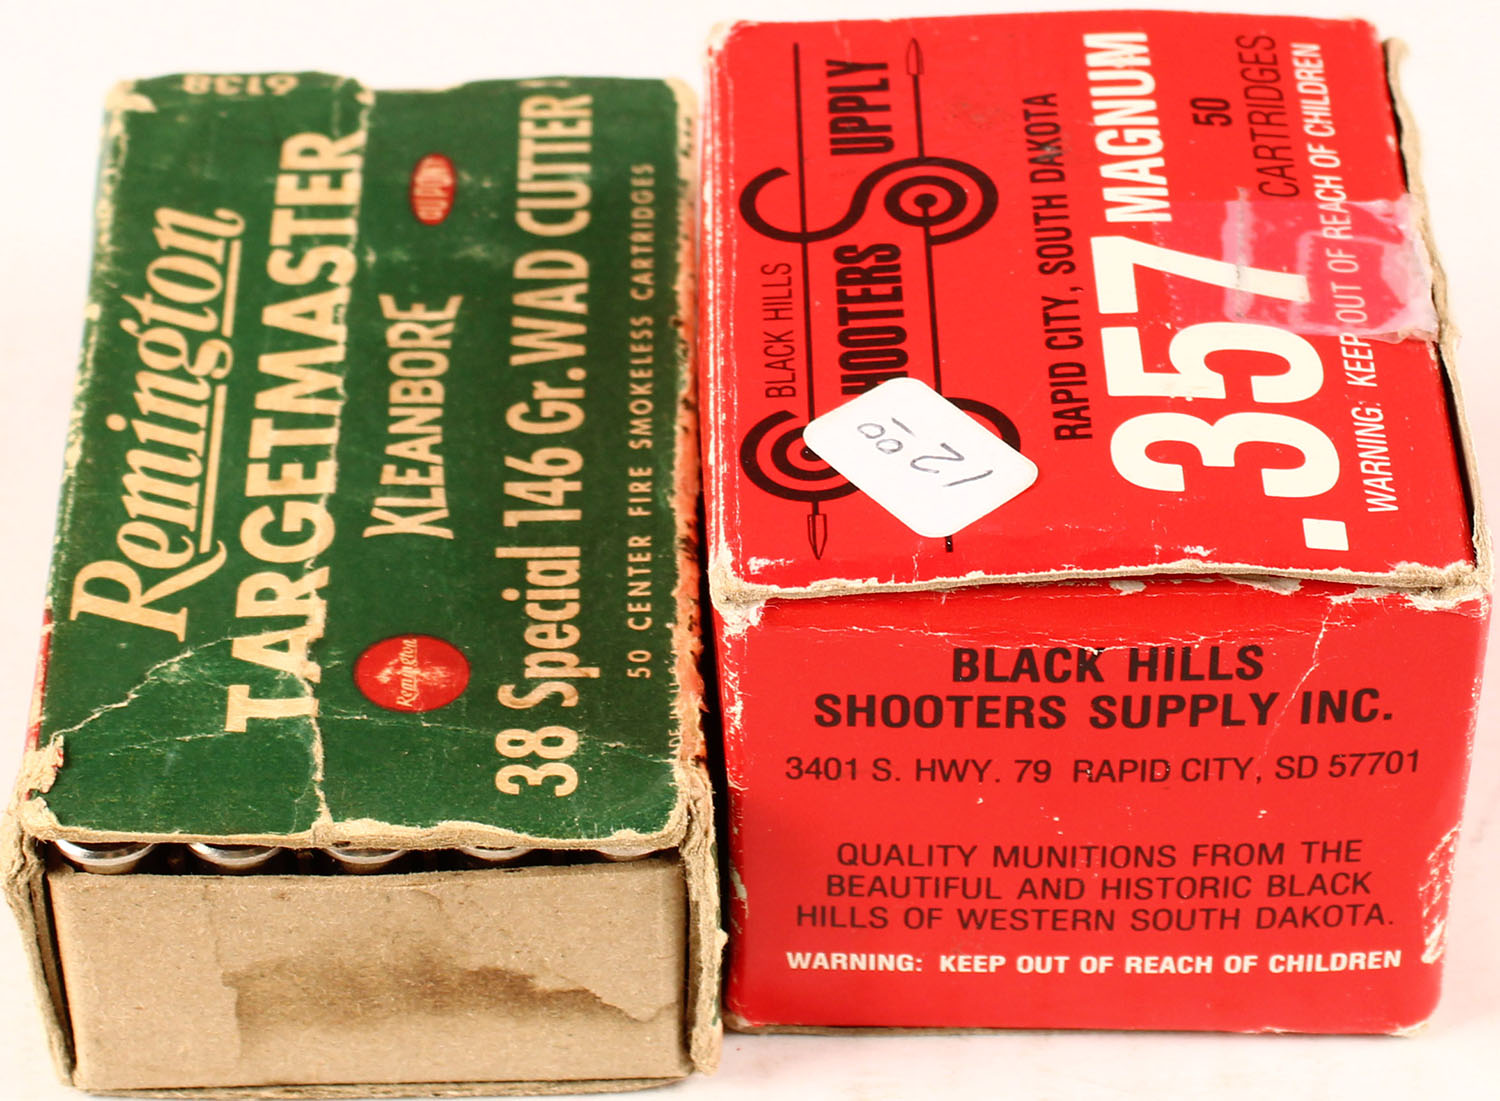 6138
Remington
TARGETMASTER
KLEANBORE
DUPONT
Remington
38 Special 146 Gr. WAD CUTTER
50 CENTER FIRE SMOKELESS CARTRIDGES
BLACK HILLS
SHOOTERS SUPPLY
RAPID CITY, SOUTH DAKOTA
.357 MAGNUM
50
CARTRIDGES
WARNING: KEEP OUT OF REACH OF CHILDREN
12.00
BLACK HILLS
SHOOTERS SUPPLY INC.
3401 S. HWY. 79 RAPID CITY, SD 57701
QUALITY MUNITIONS FROM THE
BEAUTIFUL AND HISTORIC BLACK
HILLS OF WESTERN SOUTH DAKOTA.
WARNING: KEEP OUT OF REACH OF CHILDREN